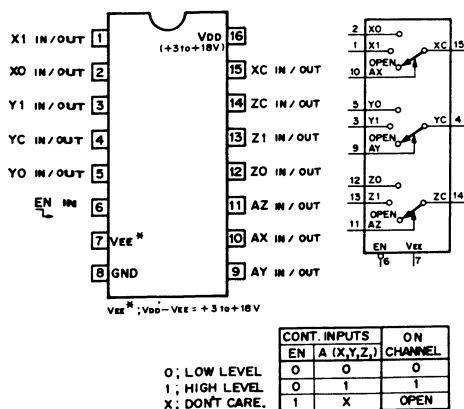 X1 IN/OUT 1
X0 IN/OUT 2
Y1 IN/OUT 3
YC IN/OUT 4
Y0 IN/OUT 5
EN IN 6
7 VEE*
8 GND
VDD 16
(+3 to +18V)
15 XC IN/OUT
14 ZC IN/OUT
13 Z1 IN/OUT
12 Z0 IN/OUT
11 AZ IN/OUT
10 AX IN/OUT
9 AY IN/OUT
VEE*; VDD-VEE = +3 to +18V
2 X0
1 X1 XC 15
OPEN
10 AX
5 Y0
3 Y1 YC 4
OPEN
9 AY
12 Z0
13 Z1 ZC 14
OPEN
11 AZ
EN VEE
6 7
CONT. INPUTS ON CHANNEL
EN A (X,Y,Z,)
0 0 0
0 1 1
1 X OPEN
0; LOW LEVEL
1; HIGH LEVEL
X; DON'T CARE.